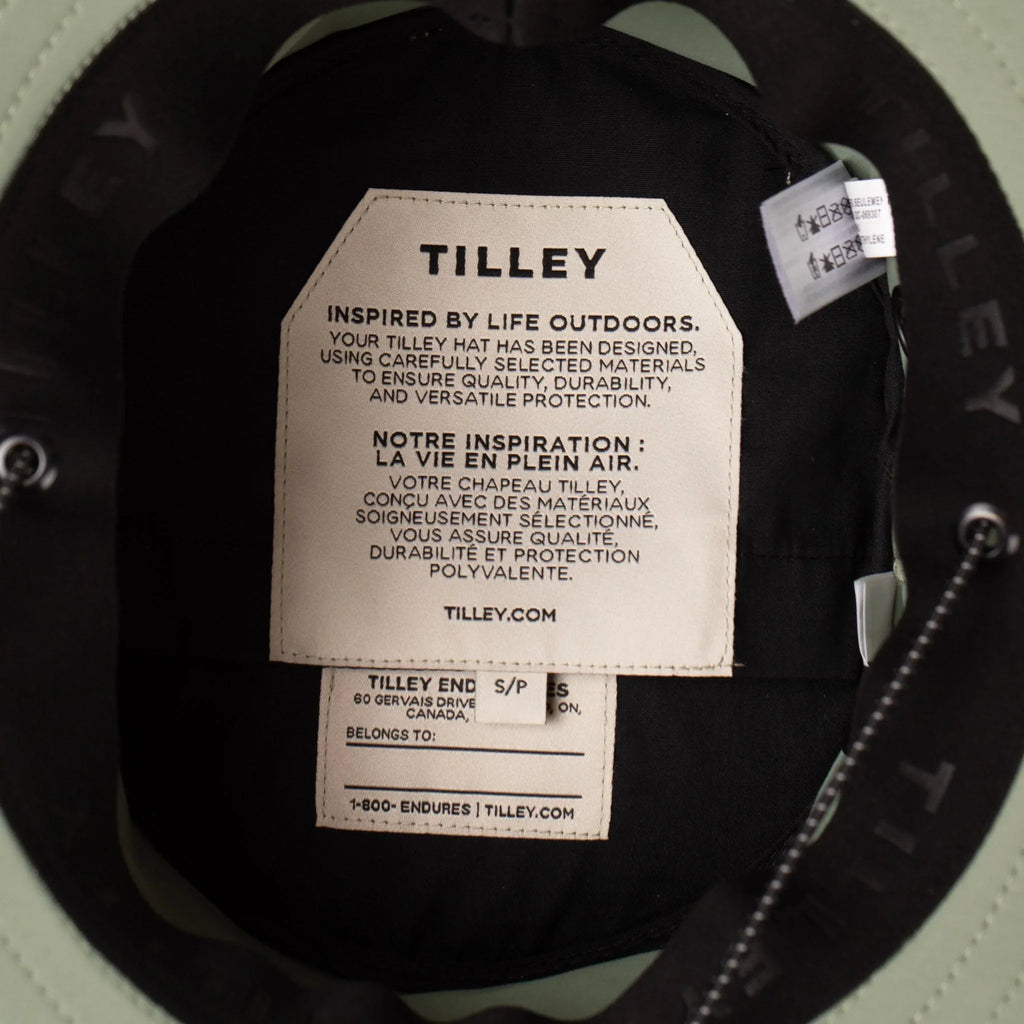 TILLEY
INSPIRED BY LIFE OUTDOORS.
YOUR TILLEY HAT HAS BEEN DESIGNED,
USING CAREFULLY SELECTED MATERIALS
TO ENSURE QUALITY, DURABILITY,
AND VERSATILE PROTECTION.
NOTRE INSPIRATION :
LA VIE EN PLEIN AIR.
VOTRE CHAPEAU TILLEY,
CONÇU AVEC DES MATÉRIAUX
SOIGNEUSEMENT SÉLECTIONNÉ,
VOUS ASSURE QUALITÉ,
DURABILITÉ ET PROTECTION
POLYVALENTE.
TILLEY.COM
S/P
TILLEY
60 GERVAIS DRIVE ON,
CANADA,
BELONGS TO:
1-800- ENDURES | TILLEY.COM
TILLEY